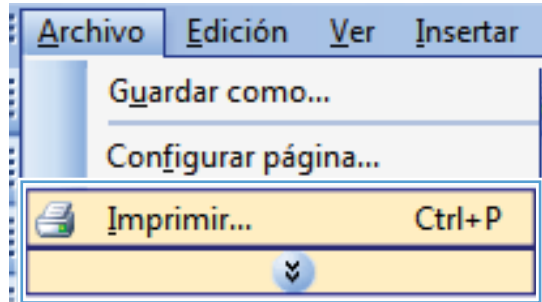 Archivo Edición Ver Insertar
Guardar como...
Configurar página...
Imprimir... Ctrl+P